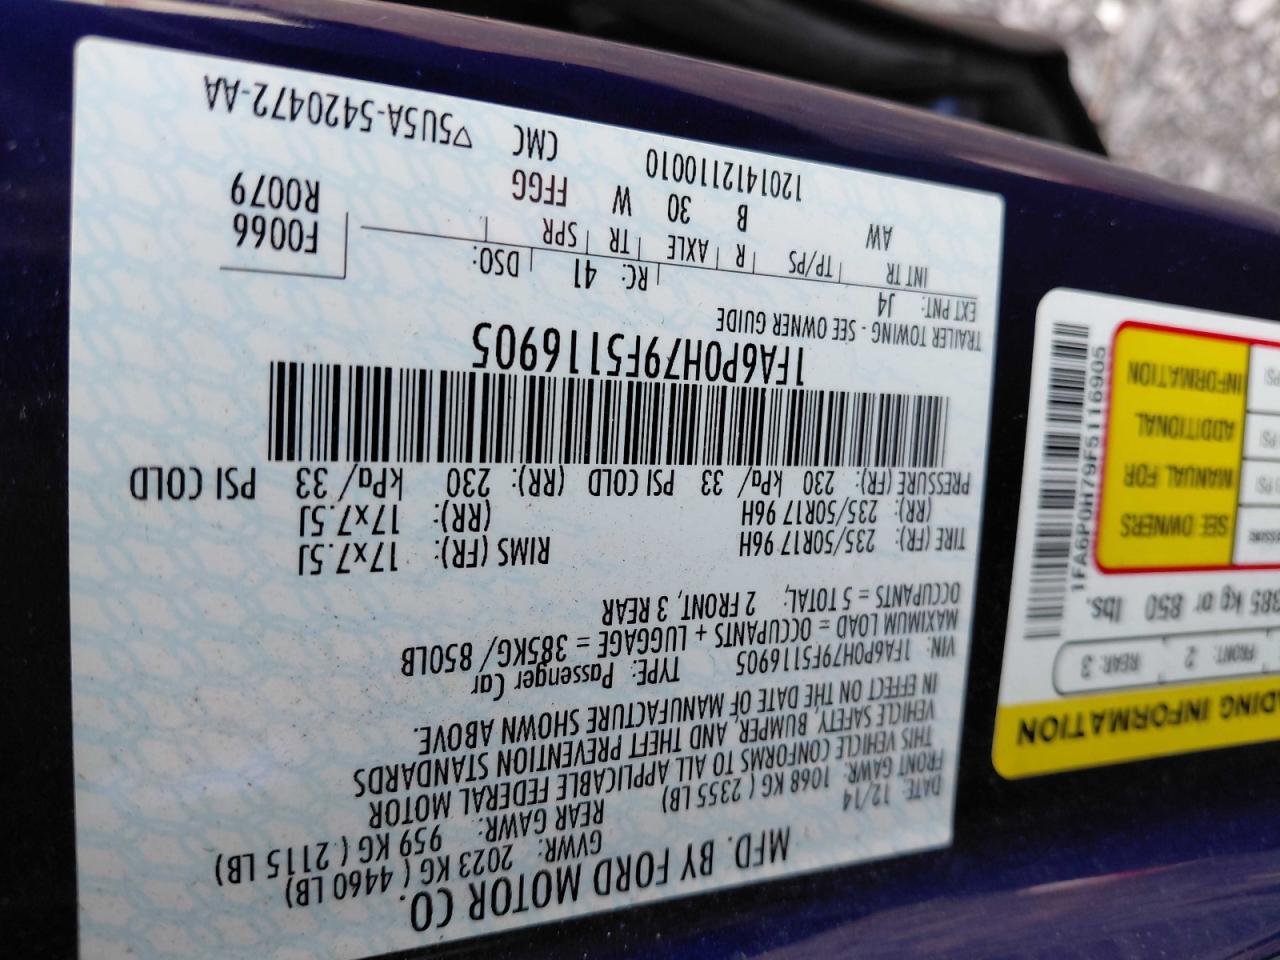 MFD. BY FORD MOTOR CO.
DATE: 12/14 GVWR: 2023 KG ( 4460 LB)
FRONT GAWR: 1068 KG ( 2355 LB) REAR GAWR: 959 KG ( 2115 LB)
THIS VEHICLE CONFORMS TO ALL APPLICABLE FEDERAL MOTOR
VEHICLE SAFETY, BUMPER, AND THEFT PREVENTION STANDARDS
IN EFFECT ON THE DATE OF MANUFACTURE SHOWN ABOVE.
VIN: 1FA6P0H79F5116905 TYPE: Passenger Car
MAXIMUM LOAD = OCCUPANTS + LUGGAGE = 385KG/ 850LB
OCCUPANTS = 5 TOTAL: 2 FRONT, 3 REAR
TIRE (FR): 235/50R17 96H RIMS (FR): 17x7.5J
(RR): 235/50R17 96H (RR): 17x7.5J
PRESSURE (FR): 230 kPa/ 33 PSI COLD (RR): 230 kPa/ 33 PSI COLD
1FA6P0H79F5116905
TRAILER TOWING - SEE OWNER GUIDE
EXT PNT: J4 RC: 41 DSO: F0066
R0079
INT TR TP/PS R AXLE TR SPR
AW B 30 W FFGG
1201412110010 CMC ▽5U5A-5420472-AA
DING INFORMATION
FRONT: 2 REAR: 3
385 kg or 850 lbs.
SEE OWNERS
MANUAL FOR
ADDITIONAL
INFORMATION
1FA6P0H79F5116905